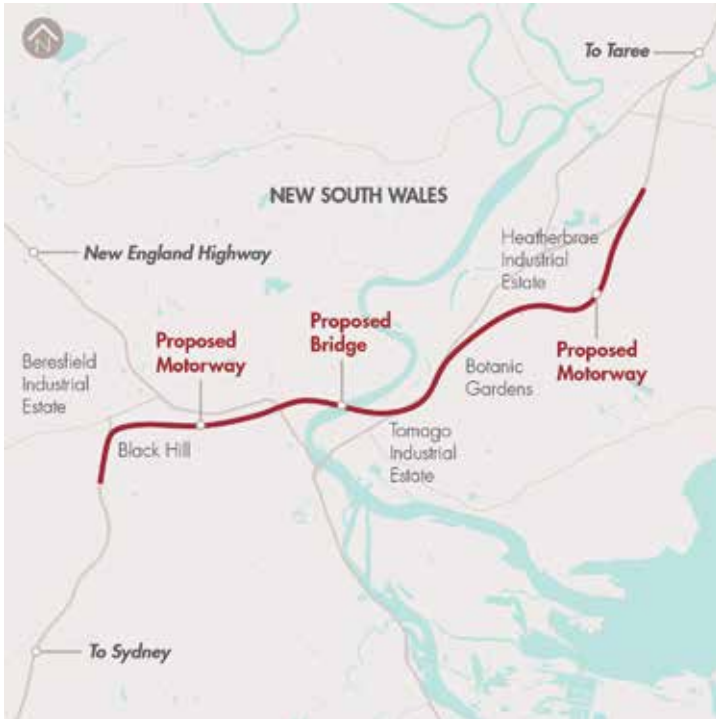 N
To Taree
NEW SOUTH WALES
Heatherbrae
Industrial
Estate
New England Highway
Proposed
Motorway
Proposed
Bridge
Proposed
Motorway
Beresfield
Industrial
Estate
Botanic
Gardens
Black Hill
Tomago
Industrial
Estate
To Sydney